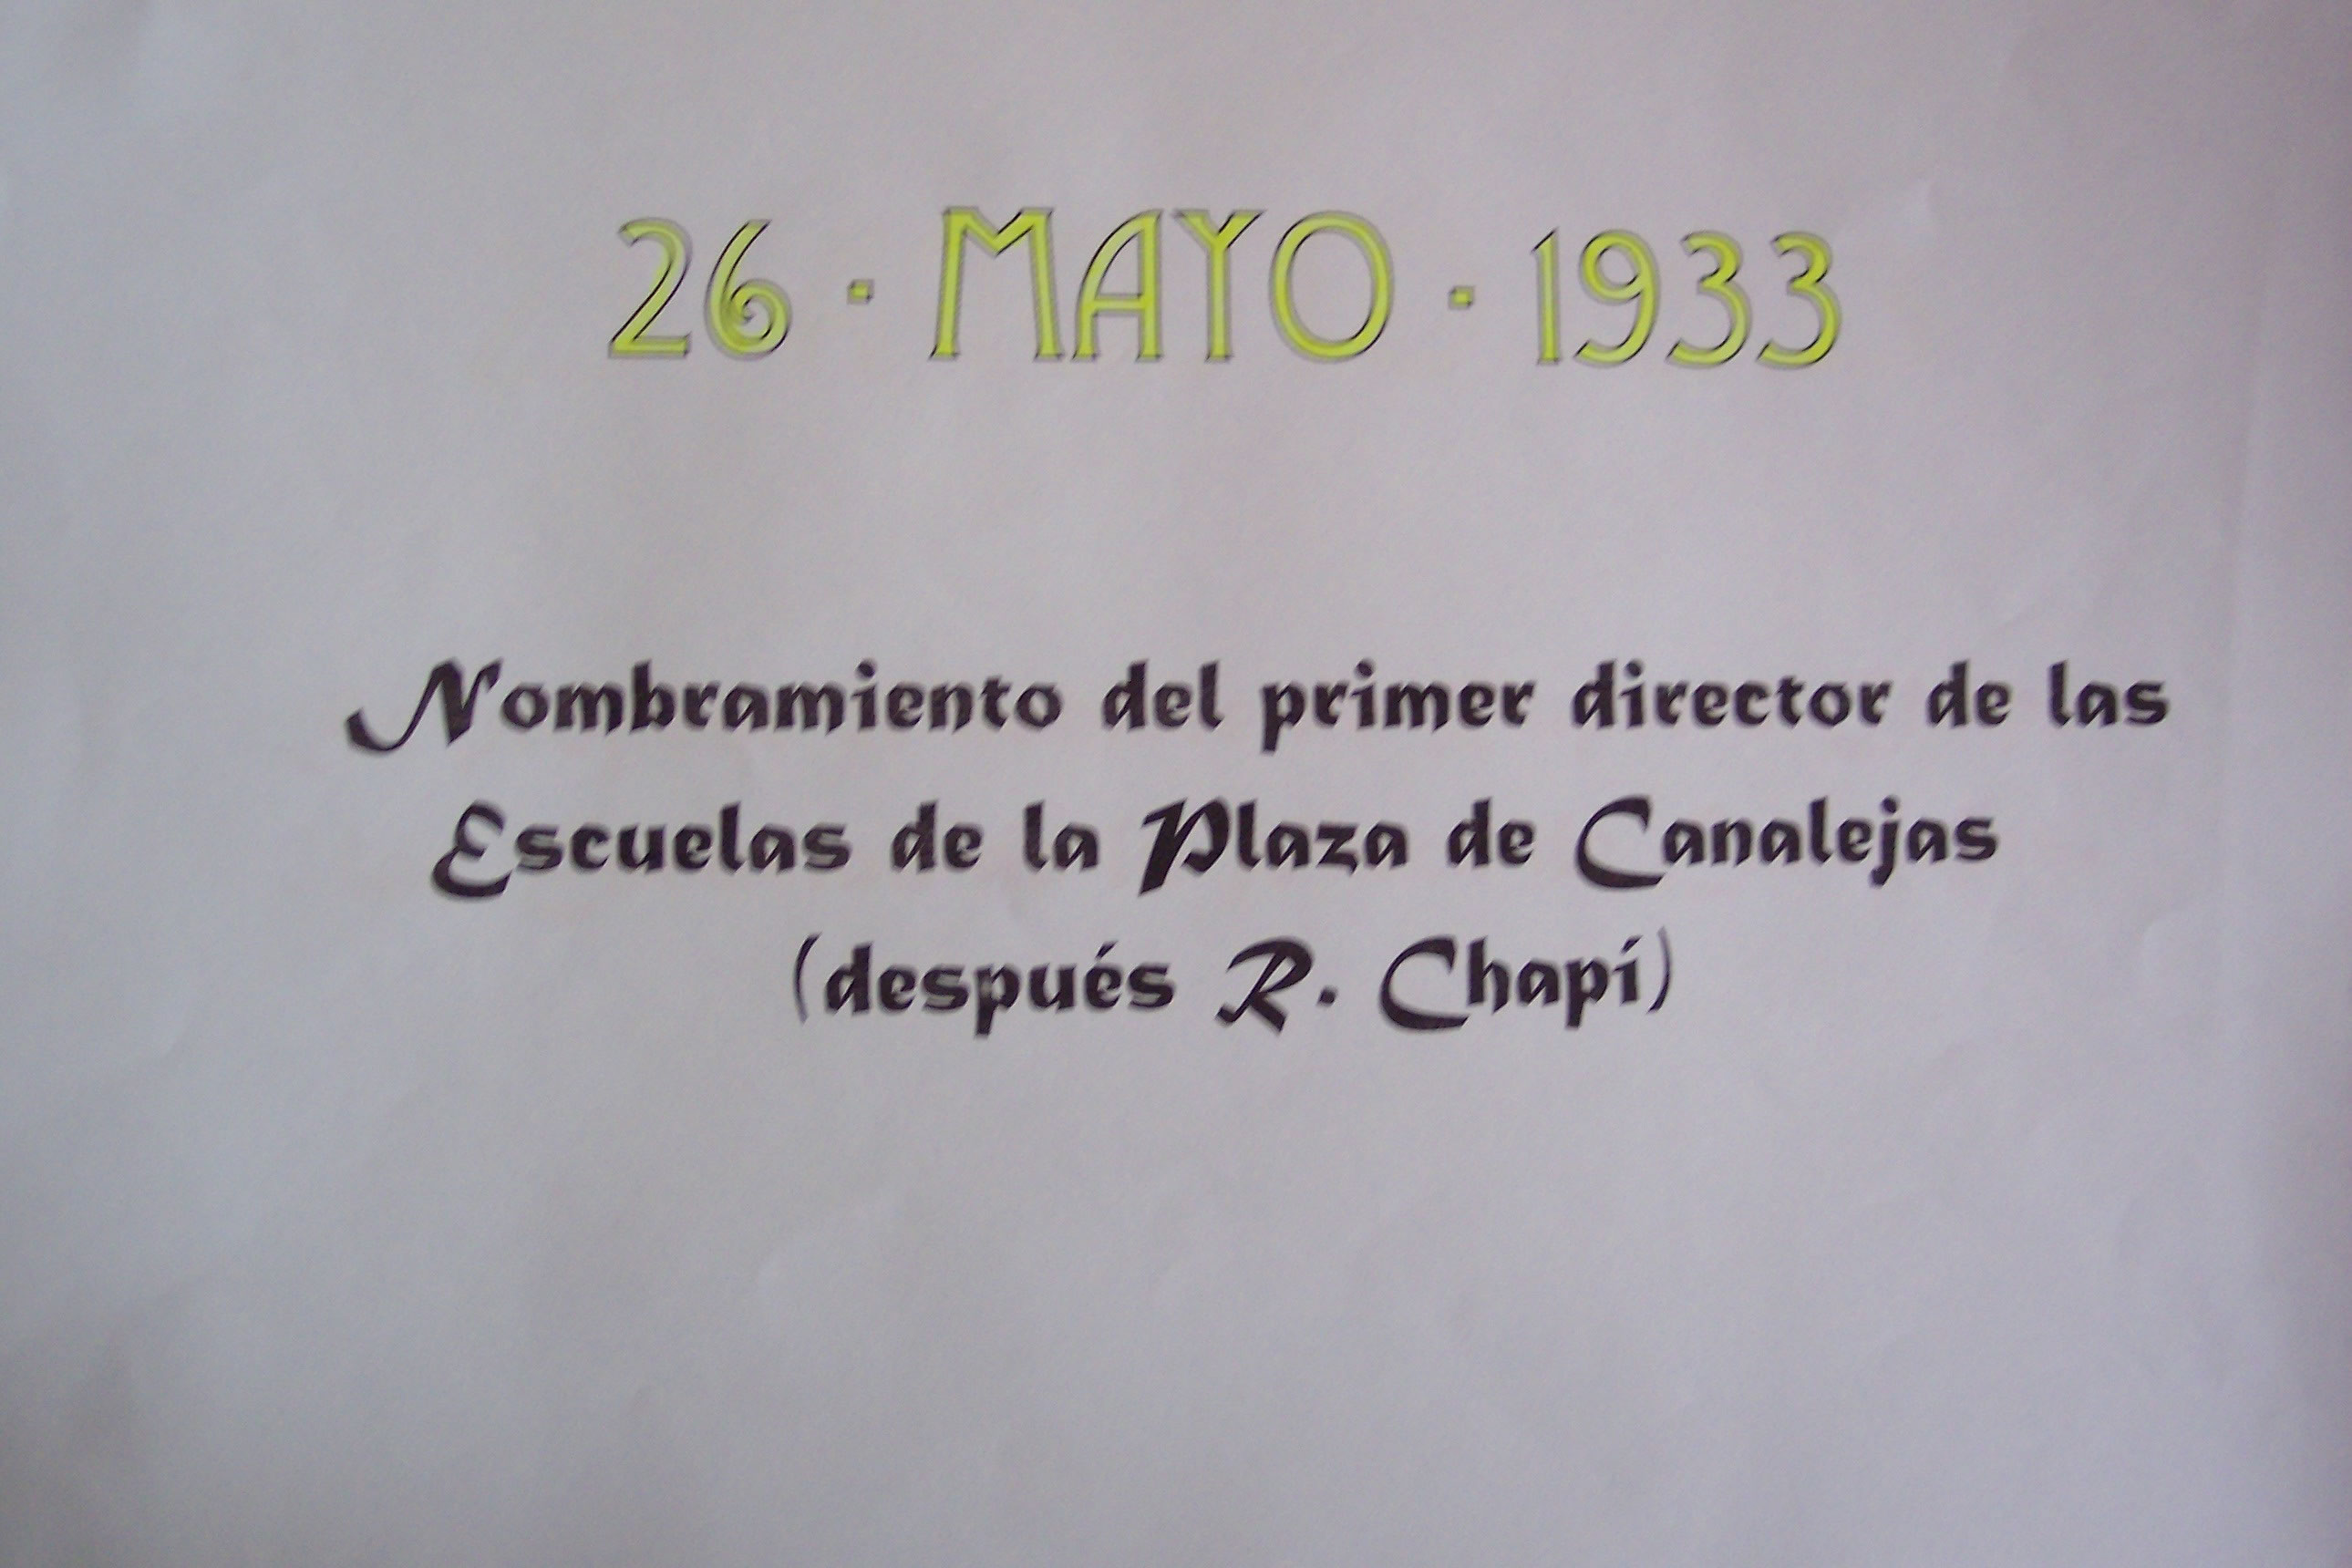 26 · MAYO · 1933
Nombramiento del primer director de las
Escuelas de la Plaza de Canalejas
(después R. Chapí)